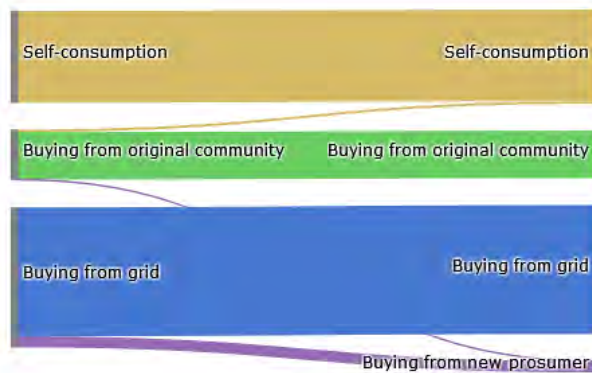 Self-consumption Self-consumption
Buying from original community Buying from original community
Buying from grid Buying from grid
Buying from new prosumer